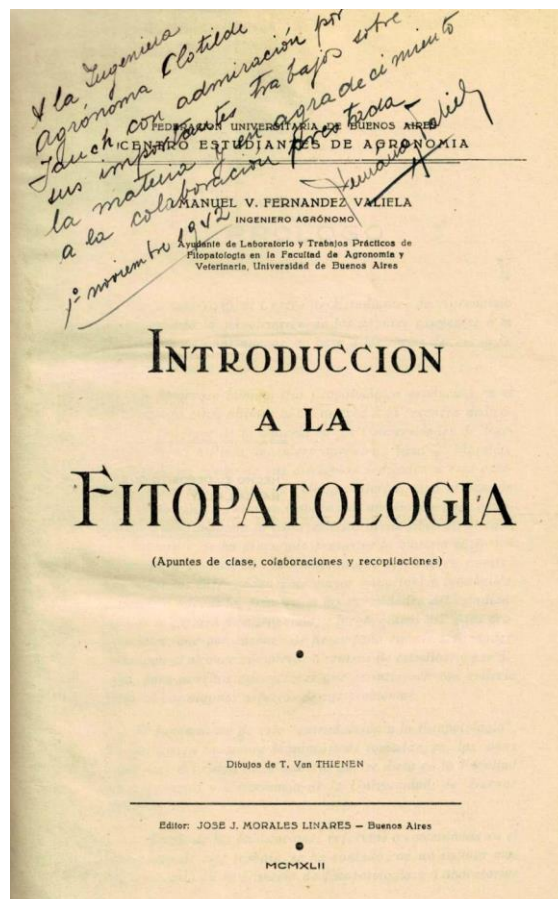 A la Ingeniera
Agrónoma Clotilde
Jauch con admiración por
sus importantes trabajos sobre
la materia y en agradecimiento
a la colaboración prestada
1º noviembre 1942
FEDERACION UNIVERSITARIA DE BUENOS AIRES
CENTRO ESTUDIANTES DE AGRONOMIA
MANUEL V. FERNANDEZ VALIELA
INGENIERO AGRÓNOMO
Ayudante de Laboratorio y Trabajos Prácticos de
Fitopatología en la Facultad de Agronomía y
Veterinaria, Universidad de Buenos Aires
INTRODUCCION
A LA
FITOPATOLOGIA
(Apuntes de clase, colaboraciones y recopilaciones)
Dibujos de T. Van THIENEN
Editor: JOSE J. MORALES LINARES — Buenos Aires
MCMXLII